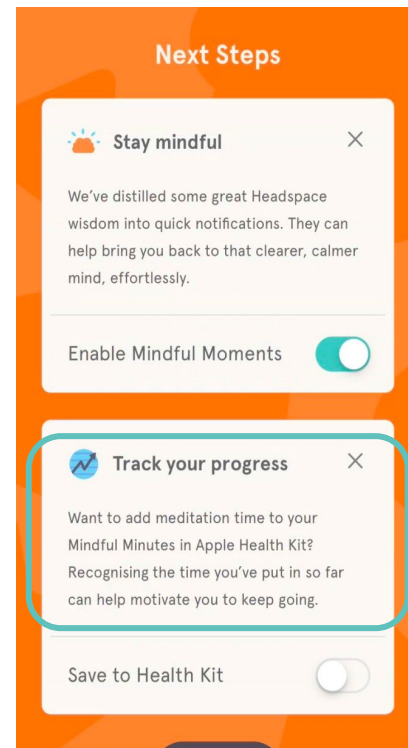 Next Steps
Stay mindful
We’ve distilled some great Headspace
wisdom into quick notifications. They can
help bring you back to that clearer, calmer
mind, effortlessly.
Enable Mindful Moments
Track your progress
Want to add meditation time to your
Mindful Minutes in Apple Health Kit?
Recognising the time you’ve put in so far
can help motivate you to keep going.
Save to Health Kit